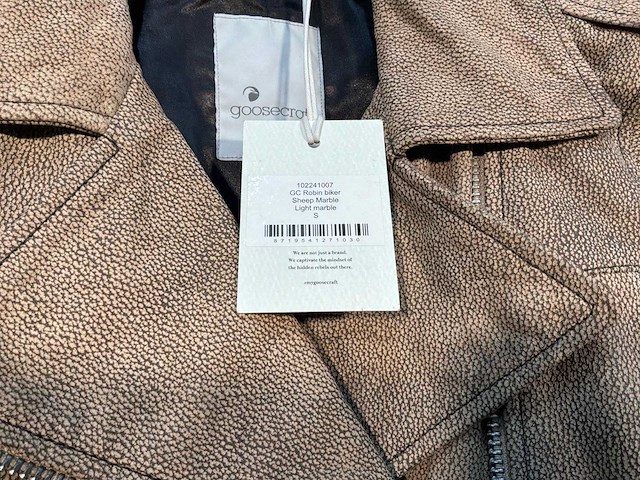 goosecraft
102241007
GC Robin biker
Sheep Marble
Light marble
S
8719541271030
We are not just a brand.
We captivate the mindset of
the hidden rebels out there.
#mygoosecraft